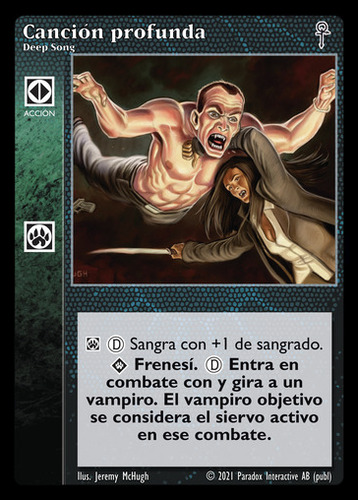 Canción profunda
Deep Song
ACCIÓN
JGM
D Sangra con +1 de sangrado.
Frenesí. D Entra en
combate con y gira a un
vampiro. El vampiro objetivo
se considera el siervo activo
en ese combate.
Ilus. Jeremy McHugh © 2021 Paradox Interactive AB (publ)